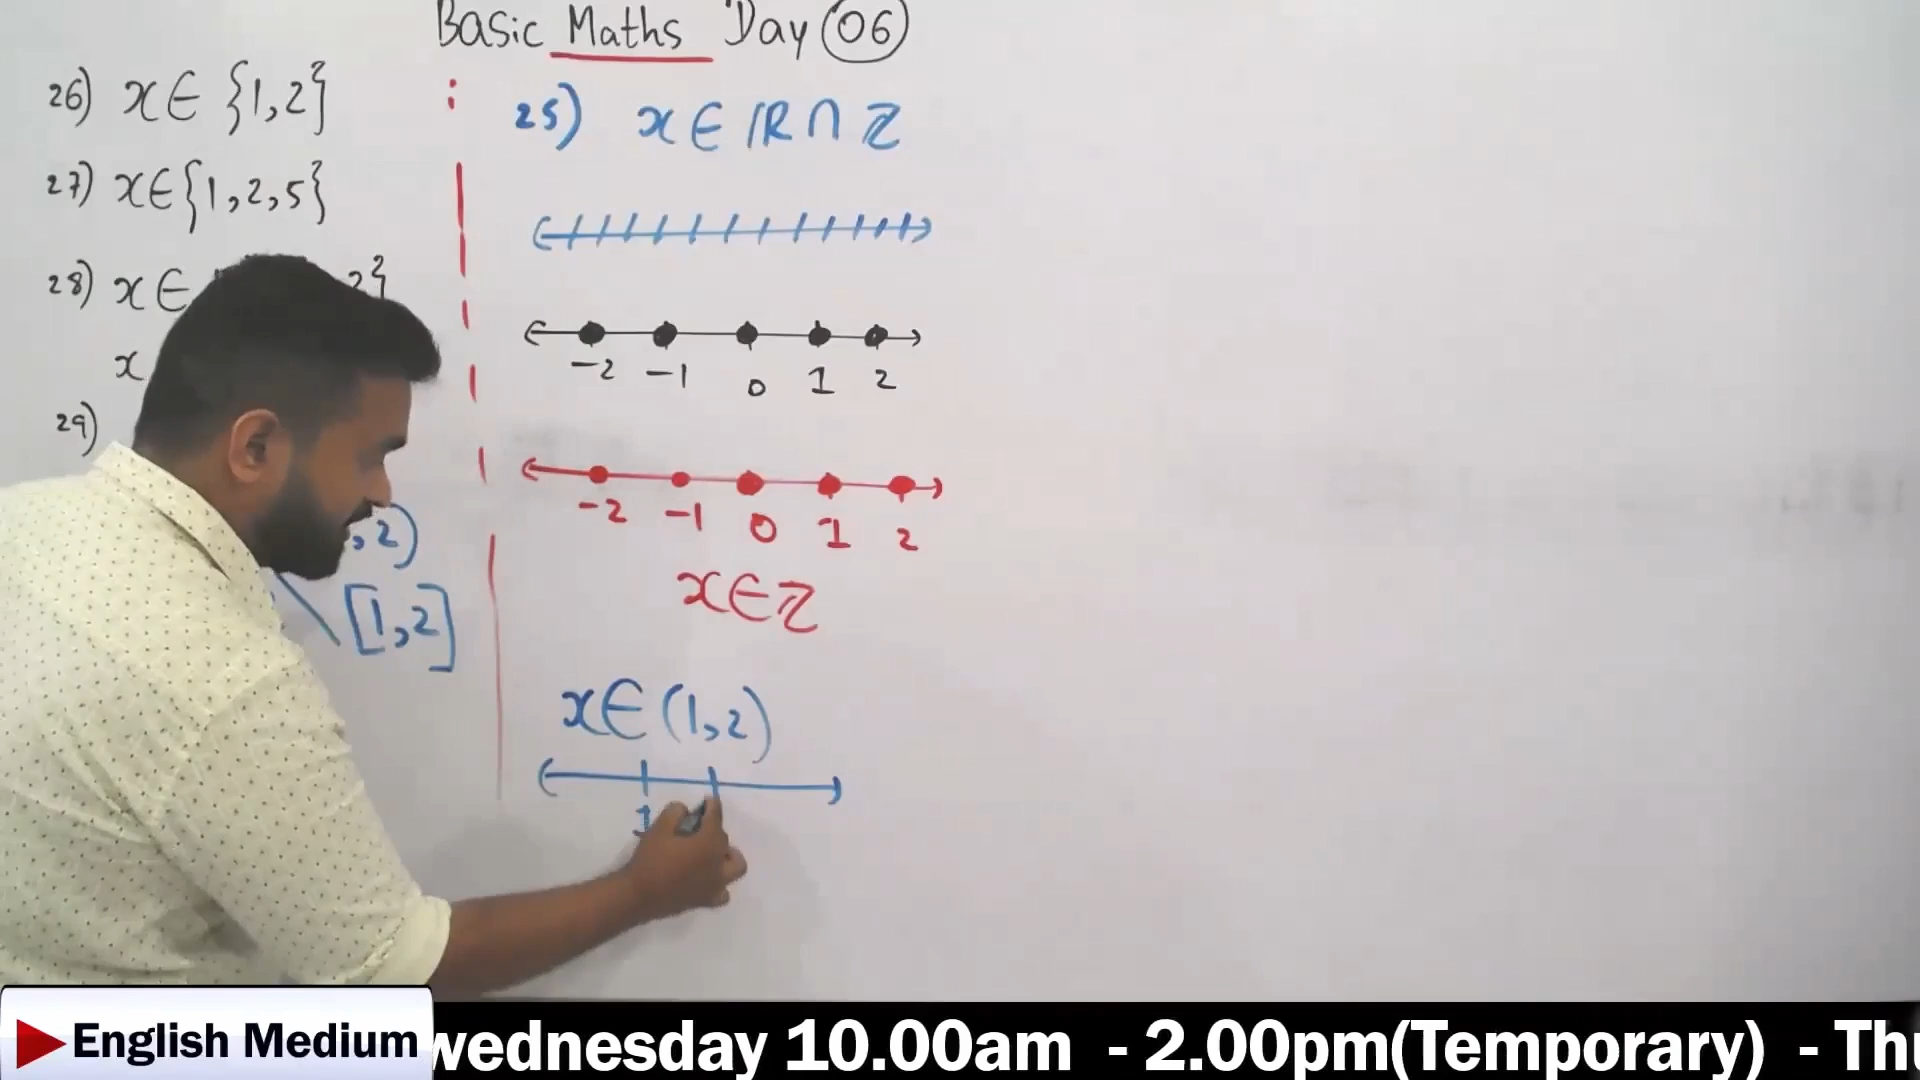 Basic Maths Day 06
26) x∈ {1,2}
27) x∈{1,2,5}
28) x∈ 2}
x
29)
,2)
[1,2]
25) x∈ ℝ∩ℤ
-2 -1 0 1 2
-2 -1 0 1 2
x∈ℤ
x∈(1,2)
1
English Medium
wednesday 10.00am - 2.00pm(Temporary) - Thu